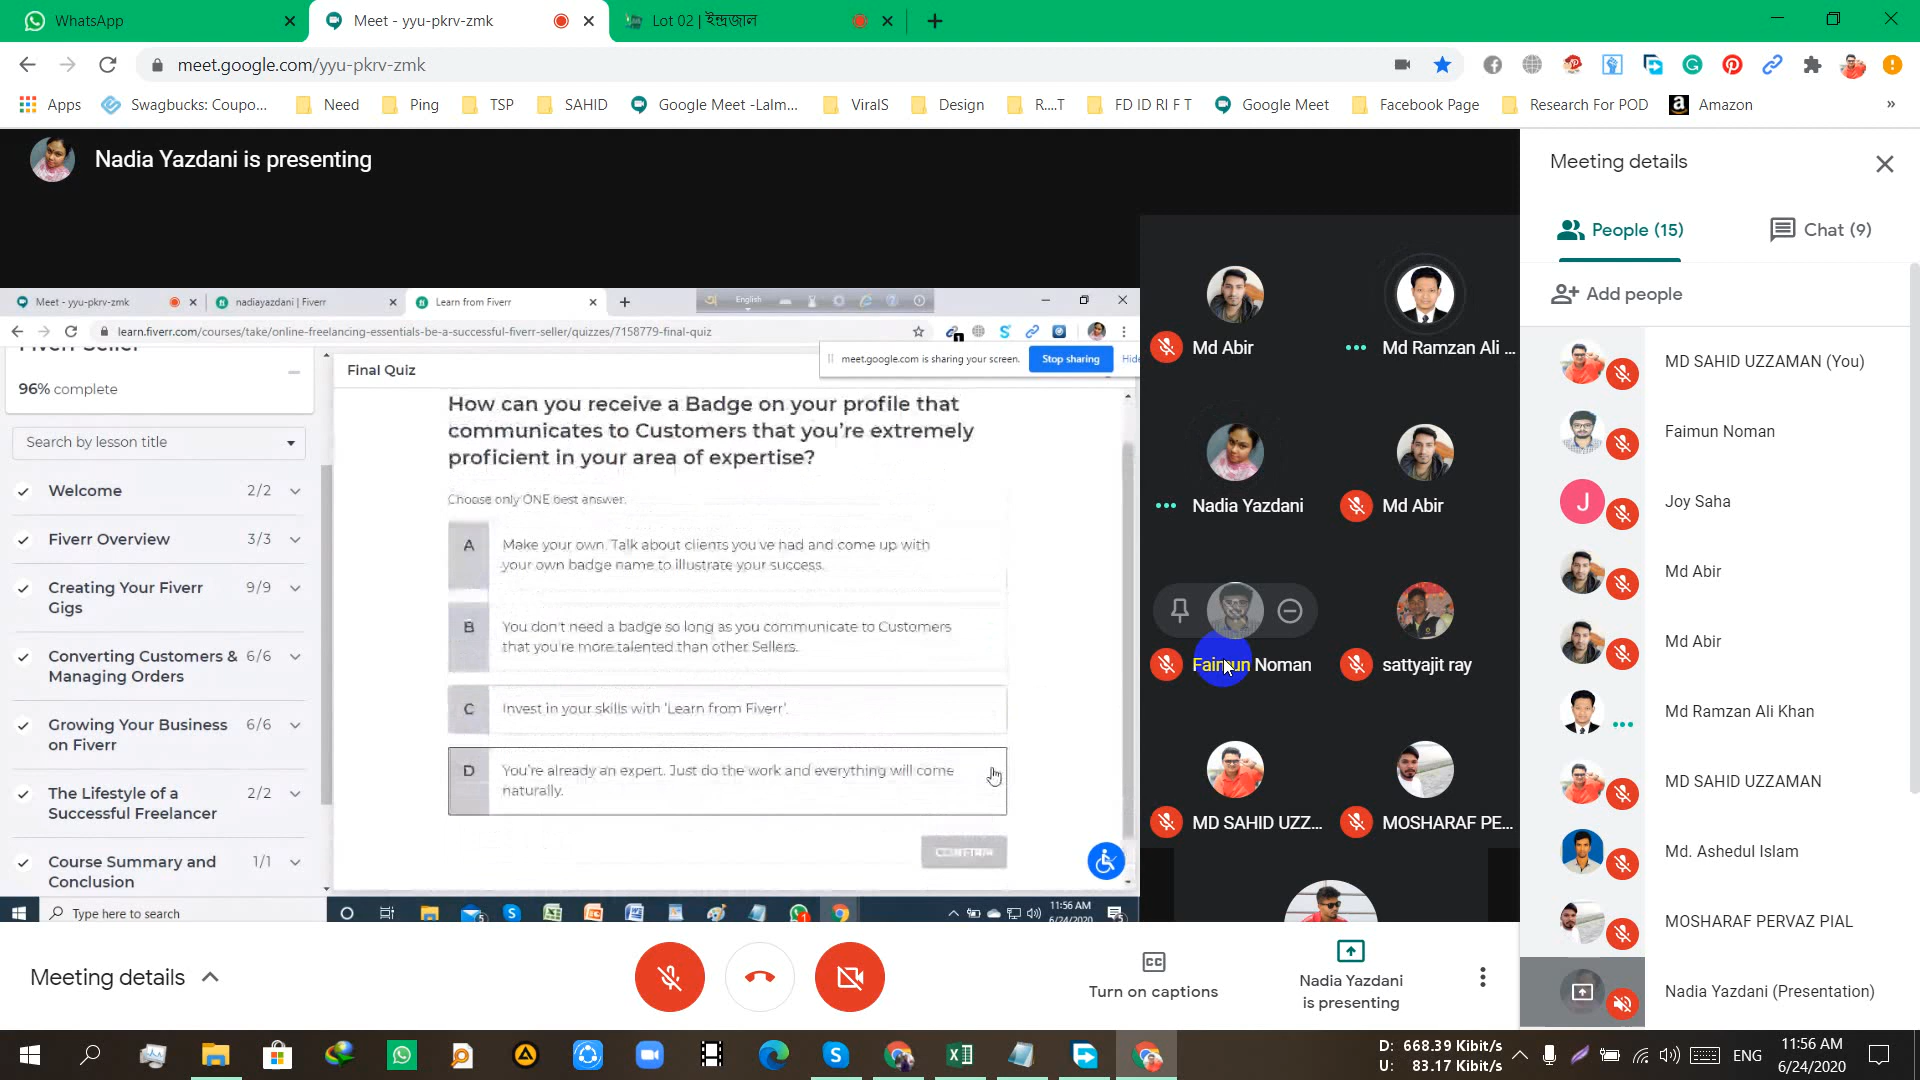 WhatsApp
Meet - yyu-pkrv-zmk
Lot 02 | ইন্দ্রজাল
meet.google.com/yyu-pkrv-zmk
Apps
Swagbucks: Coupo...
Need
Ping
TSP
SAHID
Google Meet -Lalm...
ViralS
Design
R....T
FD ID RI F T
Google Meet
Facebook Page
Research For POD
Amazon
»
Nadia Yazdani is presenting
Meet - yyu-pkrv-zmk
nadiayazdani | Fiverr
Learn from Fiverr
English
learn.fiverr.com/courses/take/online-freelancing-essentials-be-a-successful-fiverr-seller/quizzes/7158779-final-quiz
meet.google.com is sharing your screen.
Stop sharing
Hide
Fiverr Seller
96% complete
Search by lesson title
Welcome 2/2
Fiverr Overview 3/3
Creating Your Fiverr 9/9
Gigs
Converting Customers & 6/6
Managing Orders
Growing Your Business 6/6
on Fiverr
The Lifestyle of a 2/2
Successful Freelancer
Course Summary and 1/1
Conclusion
Final Quiz
How can you receive a Badge on your profile that
communicates to Customers that you're extremely
proficient in your area of expertise?
Choose only ONE best answer.
A Make your own. Talk about clients you've had and come up with
your own badge name to illustrate your success.
B You don't need a badge so long as you communicate to Customers
that you're more talented than other Sellers.
C Invest in your skills with 'Learn from Fiverr'.
D You're already an expert. Just do the work and everything will come
naturally.
CONFIRM
Type here to search
11:56 AM
6/24/2020
Md Abir
Md Ramzan Ali ...
Nadia Yazdani
Md Abir
Faimun Noman
sattyajit ray
MD SAHID UZZ...
MOSHARAF PE...
Meeting details
People (15)
Chat (9)
Add people
MD SAHID UZZAMAN (You)
Faimun Noman
J
Joy Saha
Md Abir
Md Abir
Md Ramzan Ali Khan
MD SAHID UZZAMAN
Md. Ashedul Islam
MOSHARAF PERVAZ PIAL
Nadia Yazdani (Presentation)
Meeting details
CC
Turn on captions
Nadia Yazdani
is presenting
D: 668.39 Kibit/s
U: 83.17 Kibit/s
ENG
11:56 AM
6/24/2020